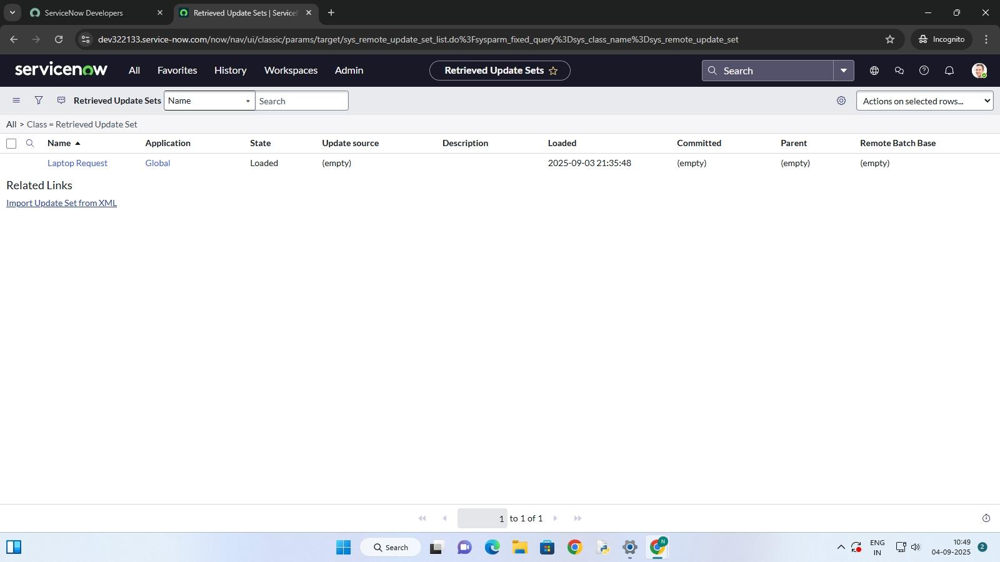 ServiceNow Developers
Retrieved Update Sets | Service
dev322133.service-now.com/now/nav/ui/classic/params/target/sys_remote_update_set_list.do%3Fsysparm_fixed_query%3Dsys_class_name%3Dsys_remote_update_set
Incognito
servicenow
All
Favorites
History
Workspaces
Admin
Retrieved Update Sets
Search
Retrieved Update Sets
Name
Search
Actions on selected rows...
All > Class = Retrieved Update Set
Name Application State Update source Description Loaded Committed Parent Remote Batch Base
Laptop Request Global Loaded (empty) 2025-09-03 21:35:48 (empty) (empty) (empty)
Related Links
Import Update Set from XML
1 to 1 of 1
Search
N
ENG
IN
10:49
04-09-2025
2